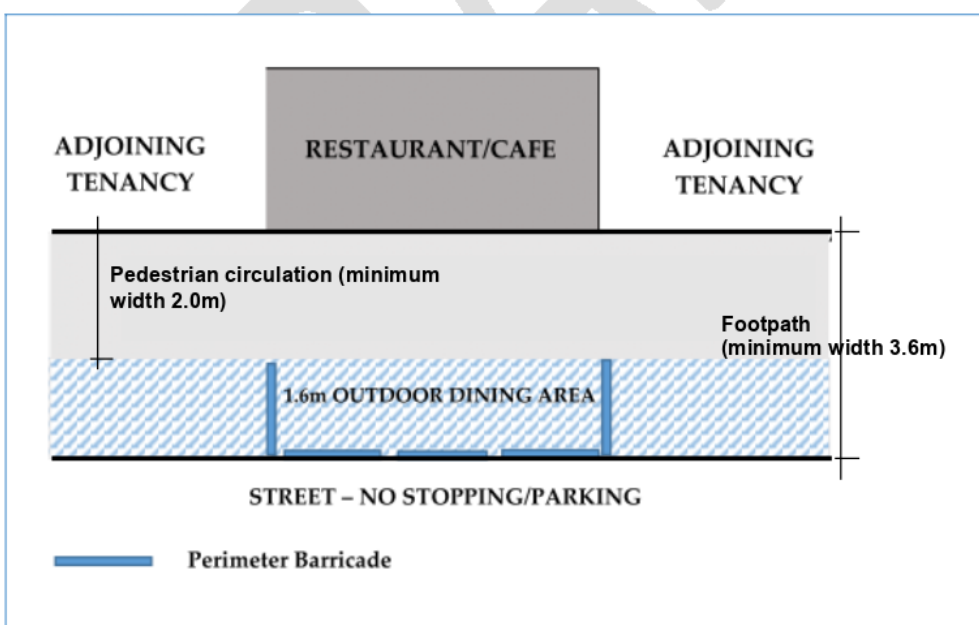 ADJOINING
TENANCY
RESTAURANT/CAFE
ADJOINING
TENANCY
Pedestrian circulation (minimum
width 2.0m)
Footpath
(minimum width 3.6m)
1.6m OUTDOOR DINING AREA
STREET – NO STOPPING/PARKING
Perimeter Barricade